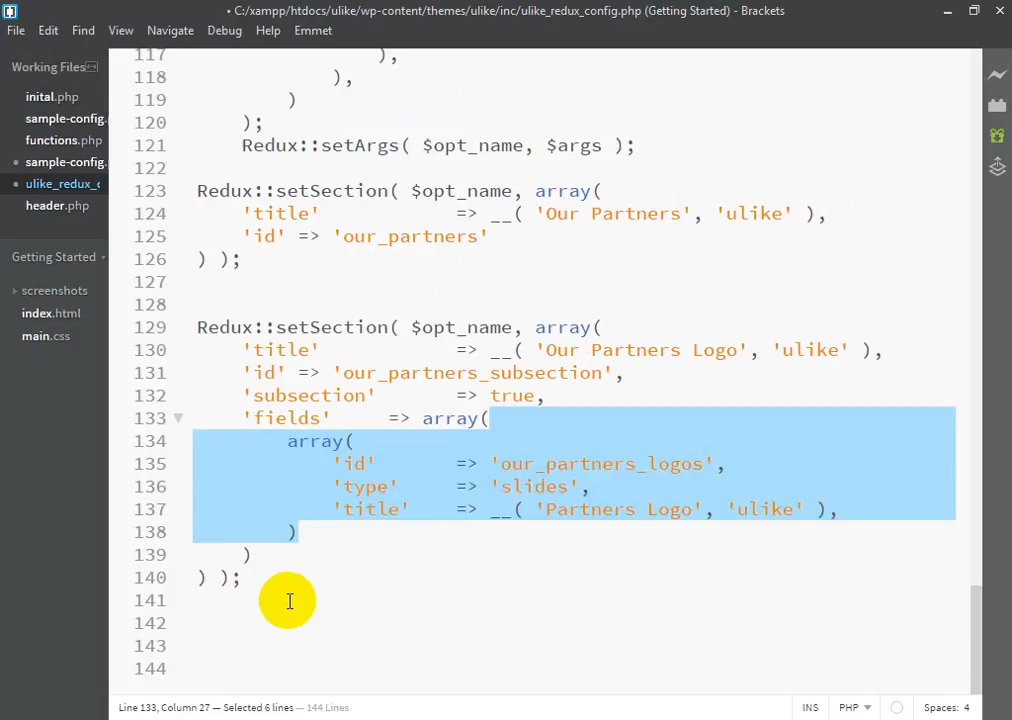 • C:/xampp/htdocs/ulike/wp-content/themes/ulike/inc/ulike_redux_config.php (Getting Started) - Brackets
File Edit Find View Navigate Debug Help Emmet
Working Files
inital.php
sample-config.
functions.php
sample-config.
ulike_redux_c
header.php
Getting Started
screenshots
index.html
main.css
117 ),
118 ),
119 )
120 );
121 Redux::setArgs( $opt_name, $args );
122
123 Redux::setSection( $opt_name, array(
124 'title' => __( 'Our Partners', 'ulike' ),
125 'id' => 'our_partners'
126 ) );
127
128
129 Redux::setSection( $opt_name, array(
130 'title' => __( 'Our Partners Logo', 'ulike' ),
131 'id' => 'our_partners_subsection',
132 'subsection' => true,
133 'fields' => array(
134 array(
135 'id' => 'our_partners_logos',
136 'type' => 'slides',
137 'title' => __( 'Partners Logo', 'ulike' ),
138 )
139 )
140 ) );
141
142
143
144
Line 133, Column 27 — Selected 6 lines — 144 Lines
INS PHP Spaces: 4